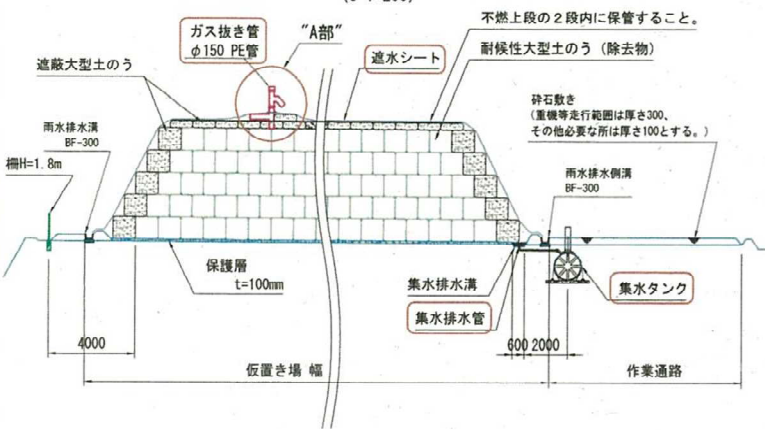 (S=1:200)
ガス抜き管
φ150 PE管
"A部"
不燃上段の２段内に保管すること。
遮水シート
耐候性大型土のう（除去物）
遮蔽大型土のう
砕石敷き
(重機等走行範囲は厚さ300、
その他必要な所は厚さ100とする。)
雨水排水溝
BF-300
柵H=1.8m
雨水排水側溝
BF-300
保護層
t=100mm
集水排水溝
集水タンク
集水排水管
4000
600
2000
仮置き場 幅
作業通路